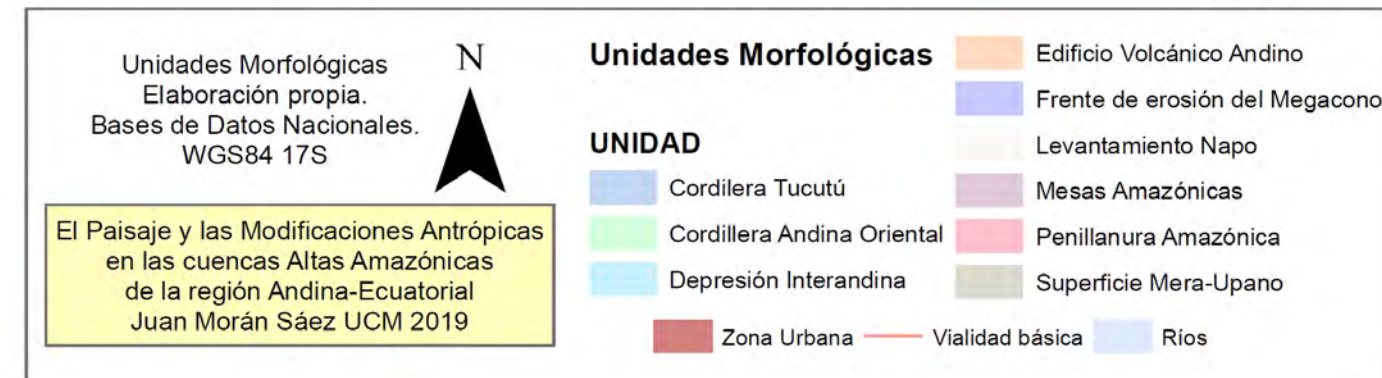 Unidades Morfológicas
Elaboración propia.
Bases de Datos Nacionales.
WGS84 17S
N
El Paisaje y las Modificaciones Antrópicas
en las cuencas Altas Amazónicas
de la región Andina-Ecuatorial
Juan Morán Sáez UCM 2019
Unidades Morfológicas
UNIDAD
Cordilera Tucutú
Cordillera Andina Oriental
Depresión Interandina
Edificio Volcánico Andino
Frente de erosión del Megacono
Levantamiento Napo
Mesas Amazónicas
Penillanura Amazónica
Superficie Mera-Upano
Zona Urbana
Vialidad básica
Ríos